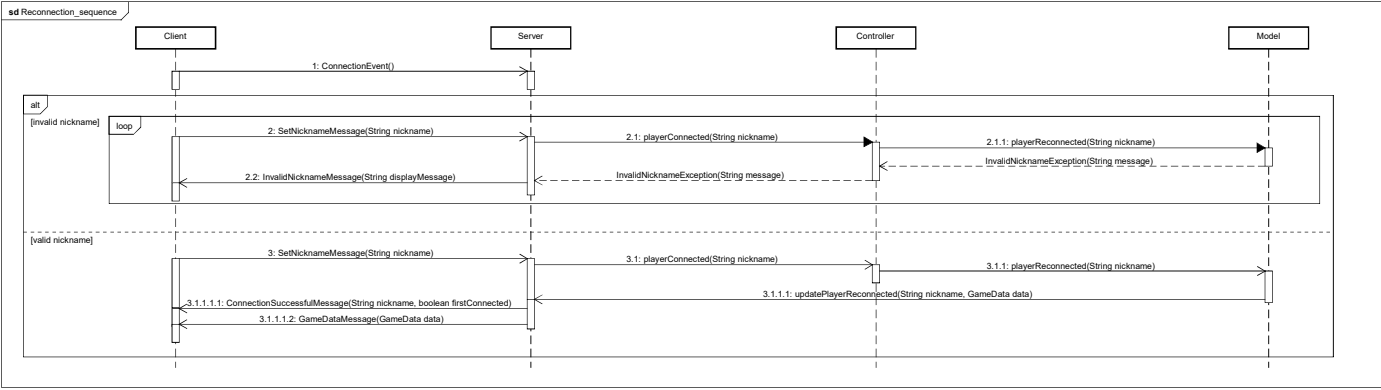 sd Reconnection_sequence
Client
Server
Controller
Model
1: ConnectionEvent()
alt
[invalid nickname]
loop
2: SetNicknameMessage(String nickname)
2.1: playerConnected(String nickname)
2.1.1: playerReconnected(String nickname)
InvalidNicknameException(String message)
InvalidNicknameException(String message)
2.2: InvalidNicknameMessage(String displayMessage)
[valid nickname]
3: SetNicknameMessage(String nickname)
3.1: playerConnected(String nickname)
3.1.1: playerReconnected(String nickname)
3.1.1.1: updatePlayerReconnected(String nickname, GameData data)
3.1.1.1.1: ConnectionSuccessfulMessage(String nickname, boolean firstConnected)
3.1.1.1.2: GameDataMessage(GameData data)